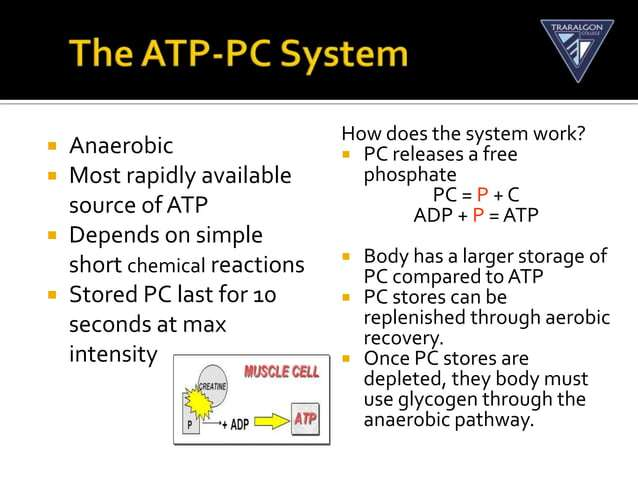 The ATP-PC System
TRARALGON
COLLEGE
Anaerobic
Most rapidly available
source of ATP
Depends on simple
short chemical reactions
Stored PC last for 10
seconds at max
intensity
MUSCLE CELL
CREATINE
P
+ ADP
ATP
How does the system work?
PC releases a free
phosphate
PC = P + C
ADP + P = ATP
Body has a larger storage of
PC compared to ATP
PC stores can be
replenished through aerobic
recovery.
Once PC stores are
depleted, they body must
use glycogen through the
anaerobic pathway.